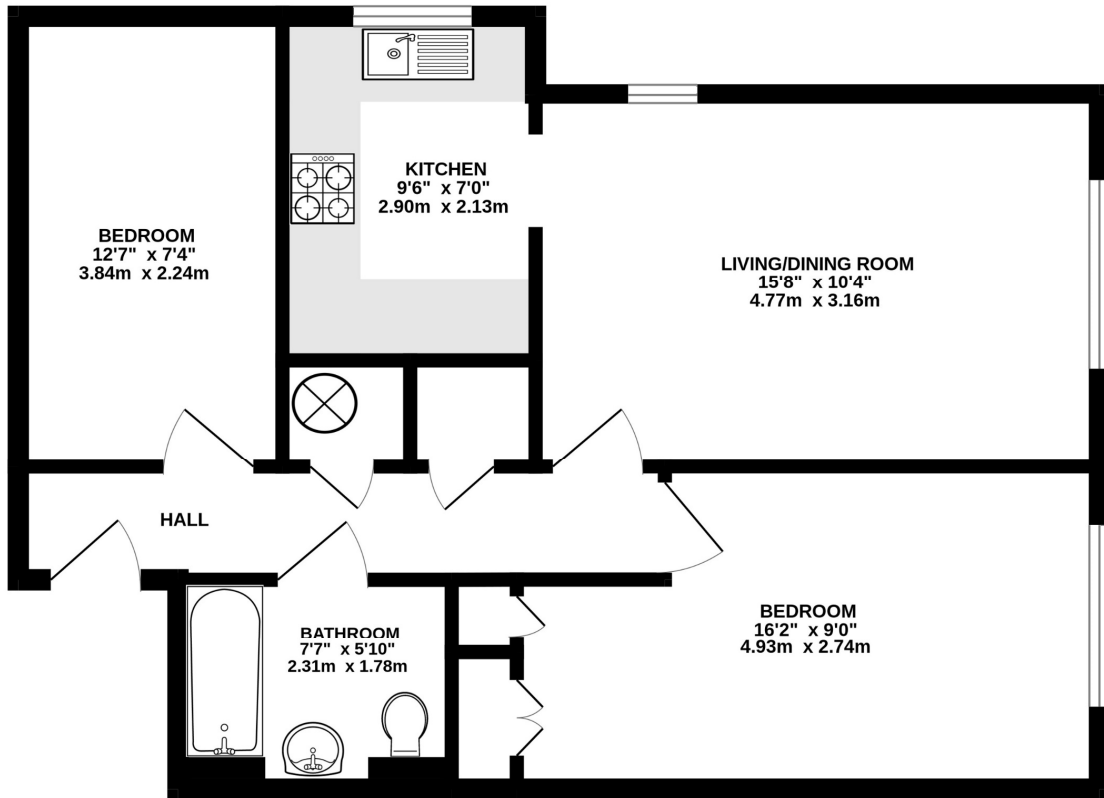 KITCHEN
9'6" x 7'0"
2.90m x 2.13m
BEDROOM
12'7" x 7'4"
3.84m x 2.24m
LIVING/DINING ROOM
15'8" x 10'4"
4.77m x 3.16m
HALL
BATHROOM
7'7" x 5'10"
2.31m x 1.78m
BEDROOM
16'2" x 9'0"
4.93m x 2.74m